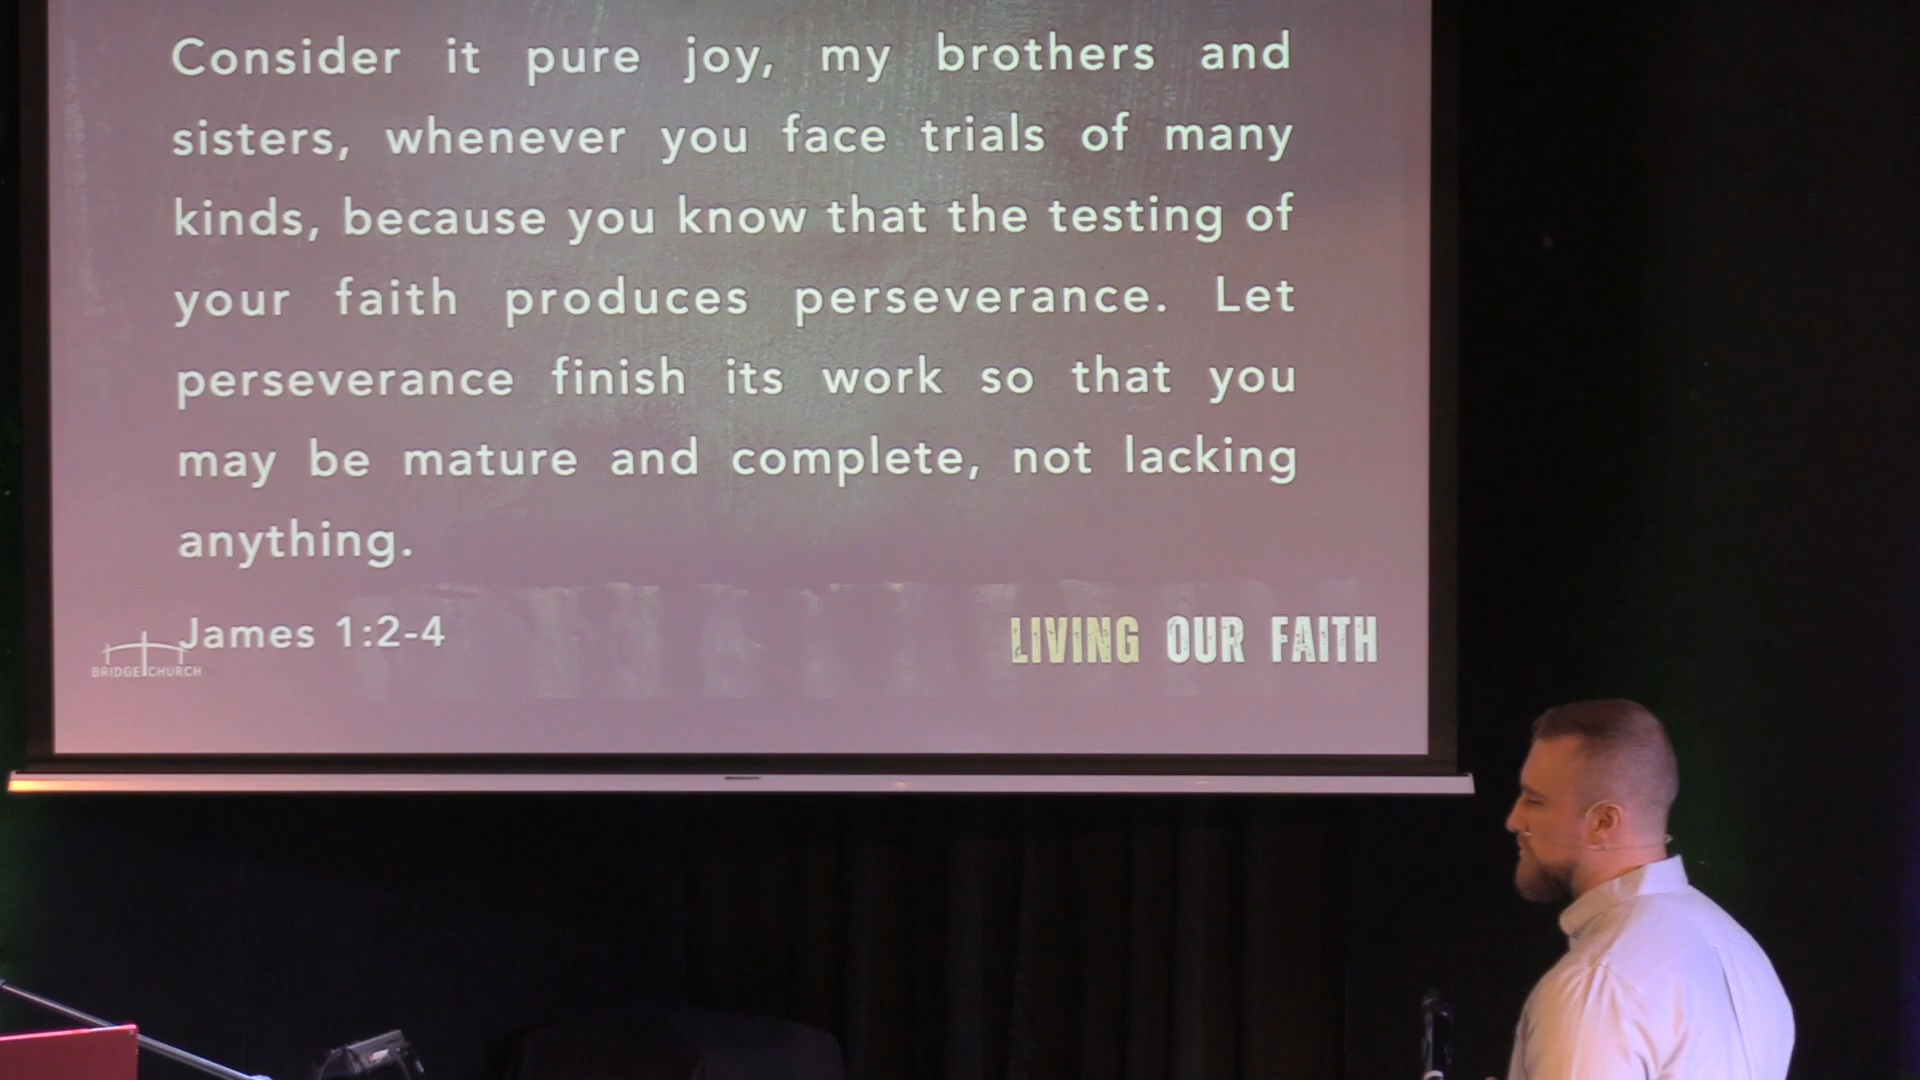 Consider it pure joy, my brothers and
sisters, whenever you face trials of many
kinds, because you know that the testing of
your faith produces perseverance. Let
perseverance finish its work so that you
may be mature and complete, not lacking
anything.
James 1:2-4
BRIDGE CHURCH
LIVING OUR FAITH